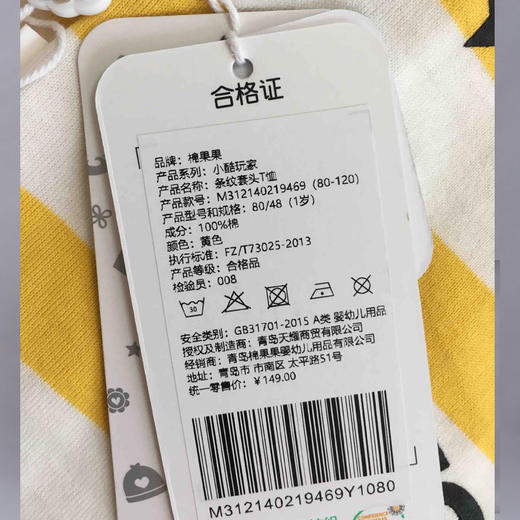 合格证
品牌：棉果果
产品系列：小酷玩家
产品名称：条纹套头T恤
产品款号：M312140219469（80-120）
产品型号和规格：80/48（1岁）
成分：100%棉
颜色：黄色
执行标准：FZ/T73025-2013
产品等级：合格品
检验员：008
30
安全类别：GB31701-2015 A类 婴幼儿用品
授权及制造商：青岛天熠商贸有限公司
经销商：青岛棉果果婴幼儿用品有限公司
地址：青岛市 市南区 太平路51号
统一零售价：¥149.00
M312140219469Y1080